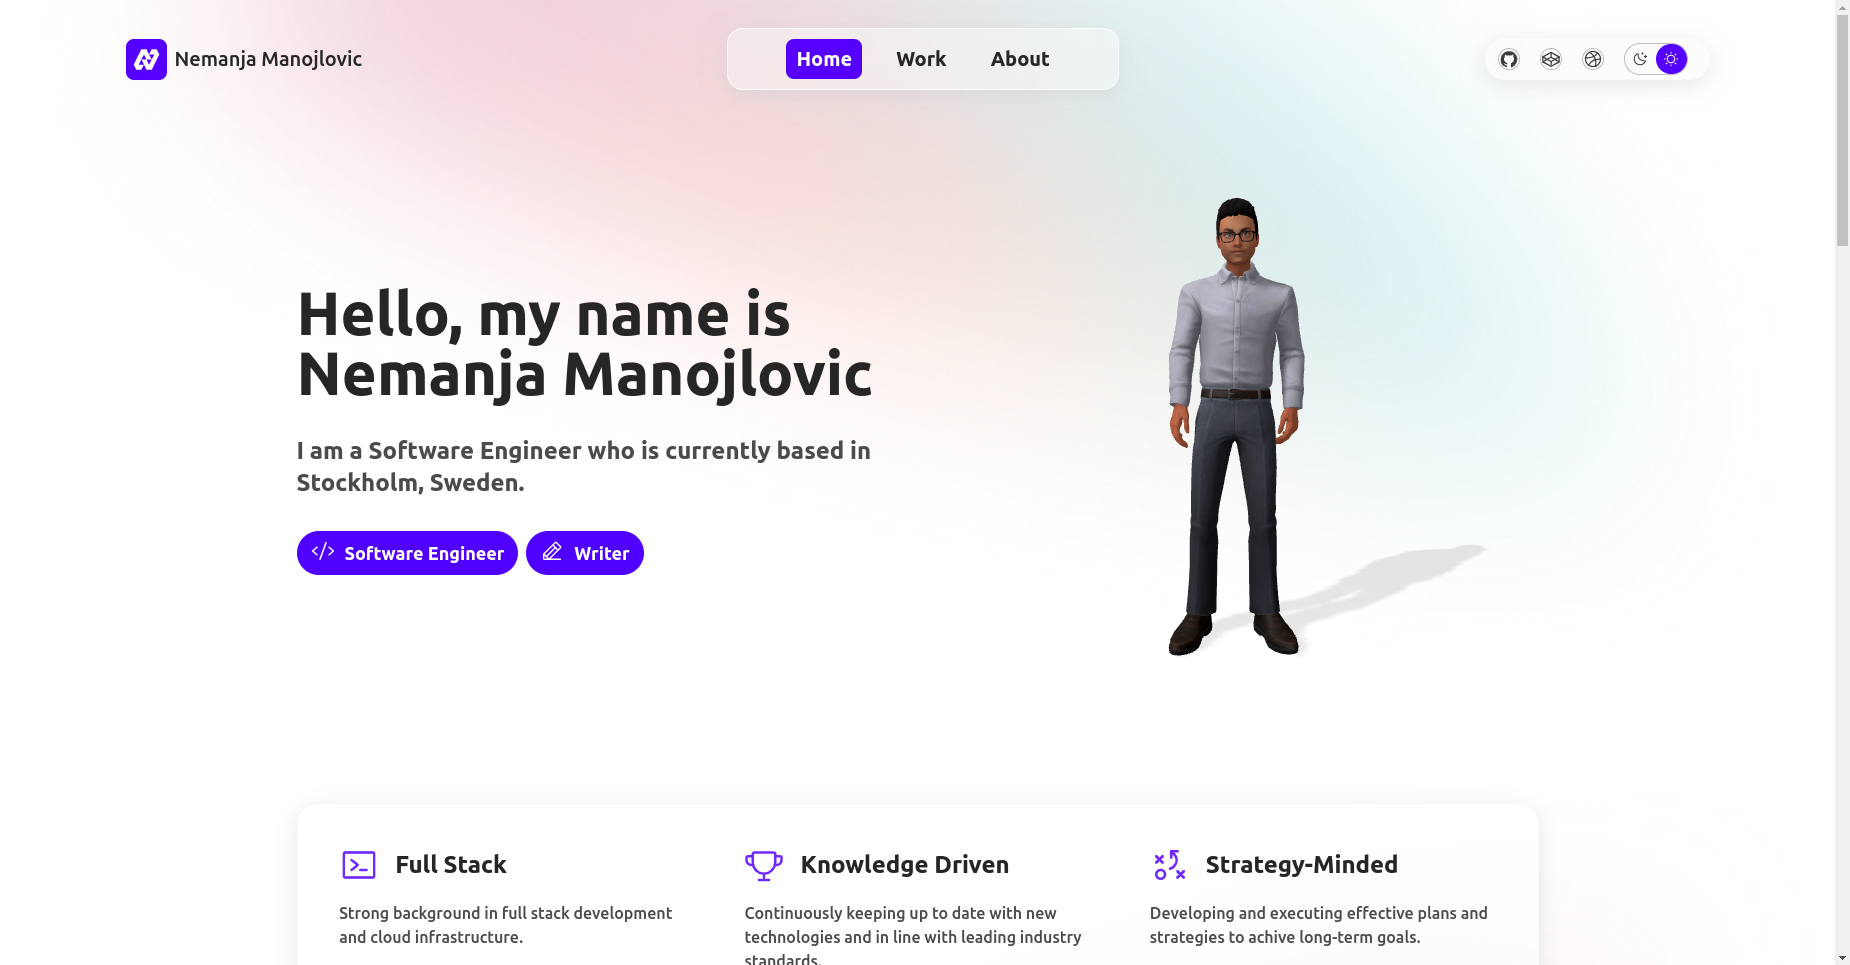 Nemanja Manojlovic
Home Work About
Hello, my name is
Nemanja Manojlovic
I am a Software Engineer who is currently based in
Stockholm, Sweden.
Software Engineer Writer
Full Stack
Strong background in full stack development
and cloud infrastructure.
Knowledge Driven
Continuously keeping up to date with new
technologies and in line with leading industry
standards.
Strategy-Minded
Developing and executing effective plans and
strategies to achive long-term goals.